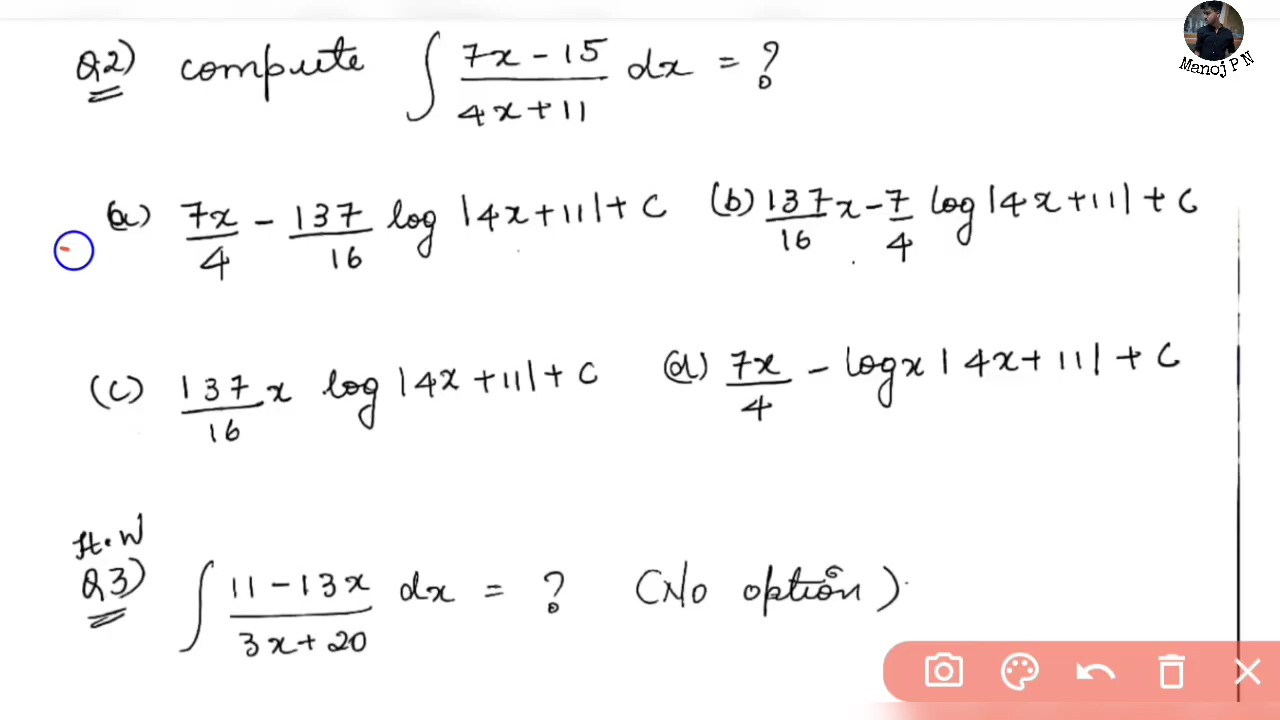 Manoj P N
Q2) compute ∫ (7x - 15)/(4x + 11) dx = ?
(a) 7x/4 - 137/16 log |4x+11| + C (b) 137/16 x - 7/4 log |4x+11| + C
(c) 137/16 x log |4x+11| + C (d) 7x/4 - log x |4x+11| + C
H.W
Q3) ∫ (11 - 13x)/(3x + 20) dx = ? (No option)